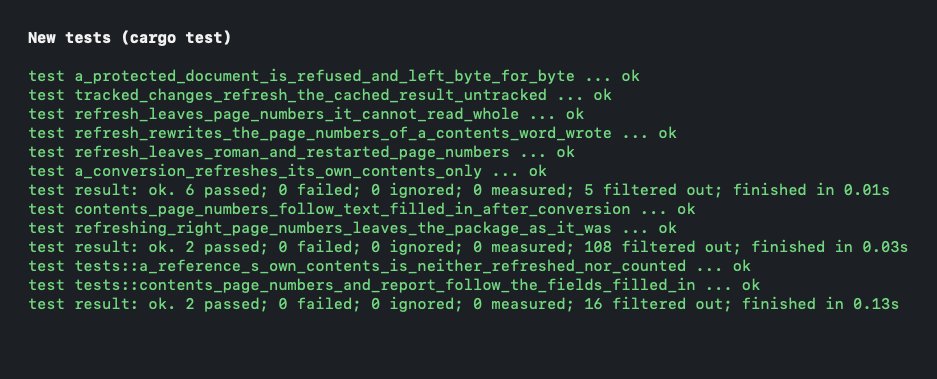 New tests (cargo test)
test a_protected_document_is_refused_and_left_byte_for_byte ... ok
test tracked_changes_refresh_the_cached_result_untracked ... ok
test refresh_leaves_page_numbers_it_cannot_read_whole ... ok
test refresh_rewrites_the_page_numbers_of_a_contents_word_wrote ... ok
test refresh_leaves_roman_and_restarted_page_numbers ... ok
test a_conversion_refreshes_its_own_contents_only ... ok
test result: ok. 6 passed; 0 failed; 0 ignored; 0 measured; 5 filtered out; finished in 0.01s
test contents_page_numbers_follow_text_filled_in_after_conversion ... ok
test refreshing_right_page_numbers_leaves_the_package_as_it_was ... ok
test result: ok. 2 passed; 0 failed; 0 ignored; 0 measured; 108 filtered out; finished in 0.03s
test tests::a_reference_s_own_contents_is_neither_refreshed_nor_counted ... ok
test tests::contents_page_numbers_and_report_follow_the_fields_filled_in ... ok
test result: ok. 2 passed; 0 failed; 0 ignored; 0 measured; 16 filtered out; finished in 0.13s